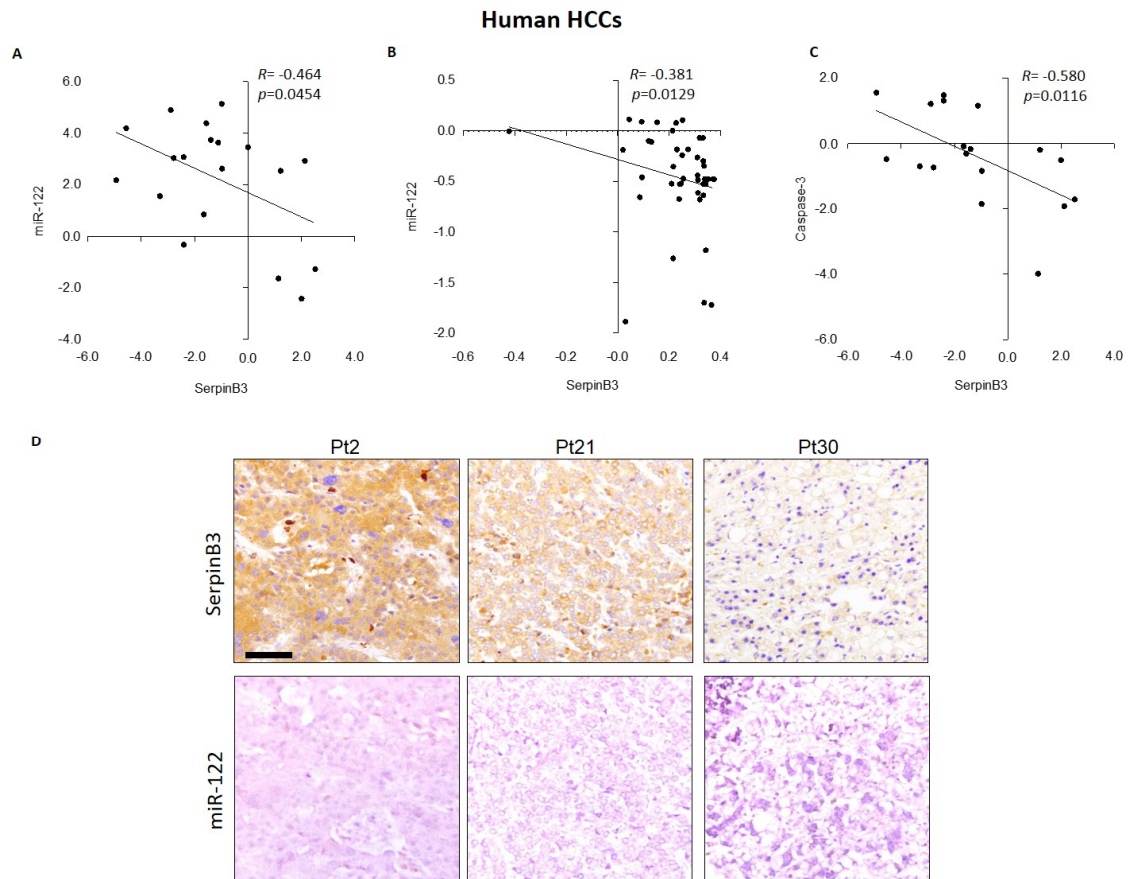 Human HCCs
A
R= -0.464
p=0.0454
6.0
4.0
2.0
0.0
-2.0
-4.0
miR-122
-6.0 -4.0 -2.0 0.0 2.0 4.0
SerpinB3
B
R= -0.381
p=0.0129
0.5
0.0
-0.5
-1.0
-1.5
-2.0
miR-122
-0.6 -0.4 -0.2 -0.0 0.2 0.4
SerpinB3
C
R= -0.580
p=0.0116
2.0
0.0
-2.0
-4.0
-6.0
Caspase-3
-6.0 -4.0 -2.0 0.0 2.0 4.0
SerpinB3
D
Pt2 Pt21 Pt30
SerpinB3
miR-122